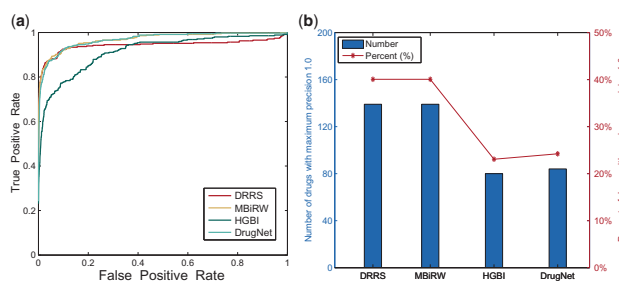 (a)
1
0.8
0.6
0.4
0.2
0
0 0.2 0.4 0.6 0.8 1
True Positive Rate
False Positive Rate
DRRS
MBiRW
HGBI
DrugNet
(b)
200
160
120
80
40
0
Number of drugs with maximum precision 1.0
Number
Percent (%)
50%
40%
30%
20%
10%
0
DRRS MBiRW HGBI DrugNet